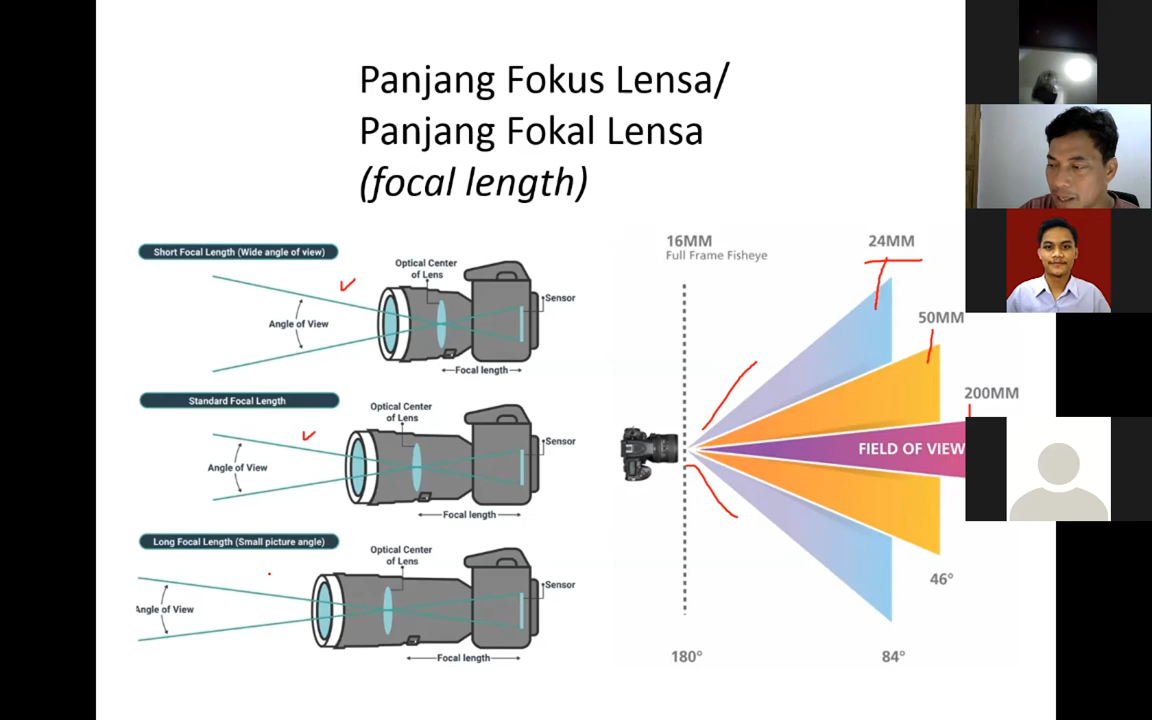 Panjang Fokus Lensa/
Panjang Fokal Lensa
(focal length)
Short Focal Length (Wide angle of view)
Optical Center
of Lens
Sensor
Angle of View
Focal length
Standard Focal Length
Optical Center
of Lens
Sensor
Angle of View
Focal length
Long Focal Length (Small picture angle)
Optical Center
of Lens
Sensor
Angle of View
Focal length
16MM
Full Frame Fisheye
24MM
50MM
200MM
FIELD OF VIEW
46°
180°
84°